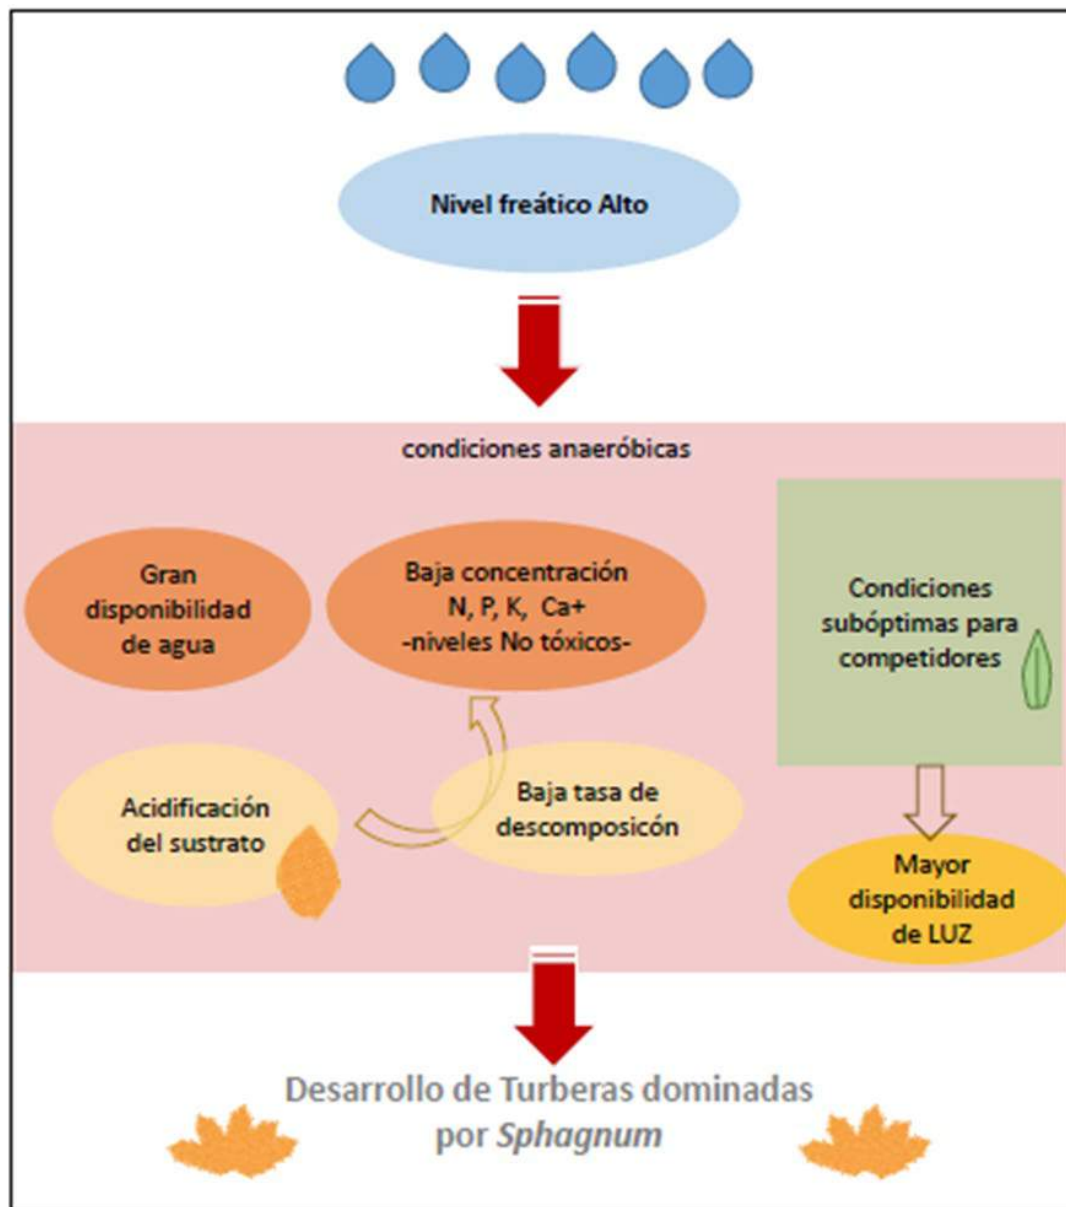 Nivel freático Alto
condiciones anaeróbicas
Gran
disponibilidad
de agua
Baja concentración
N, P, K, Ca+
-niveles No tóxicos-
Condiciones
subóptimas para
competidores
Acidificación
del sustrato
Baja tasa de
descomposicón
Mayor
disponibilidad
de LUZ
Desarrollo de Turberas dominadas
por Sphagnum